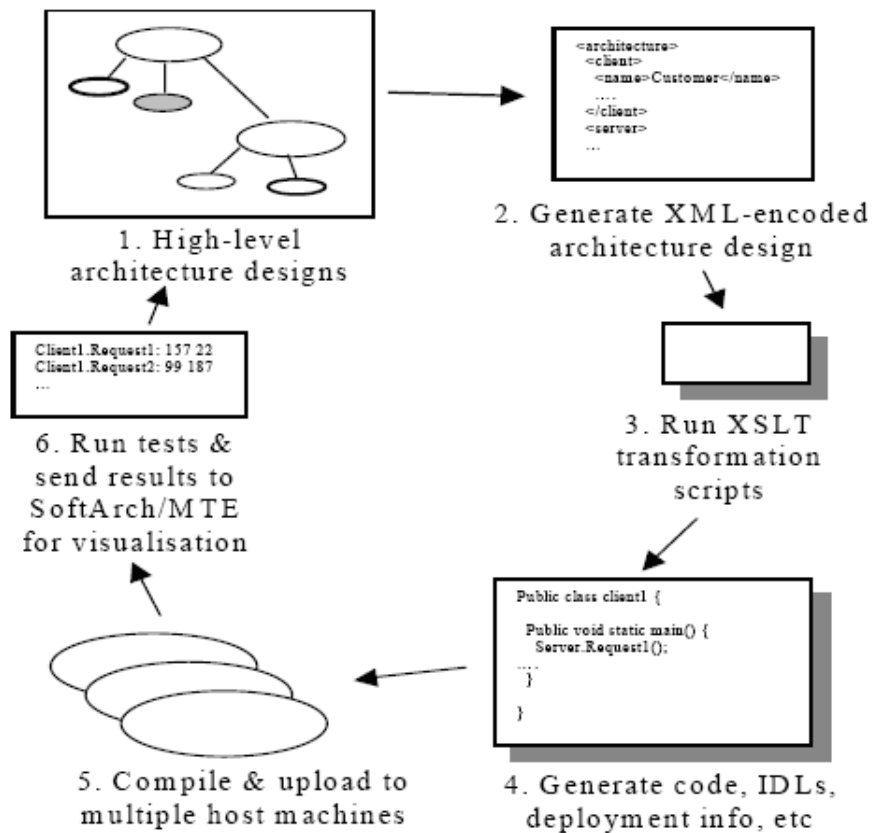 <architecture>
<client>
<name>Customer</name>
....
</client>
<server>
...
1. High-level
architecture designs
2. Generate XML-encoded
architecture design
Client1.Request1: 157 22
Client1.Request2: 99 187
...
3. Run XSLT
transformation
scripts
6. Run tests &
send results to
SoftArch/MTE
for visualisation
Public class client1 {
Public void static main() {
Server.Request1();
....
}
}
5. Compile & upload to
multiple host machines
4. Generate code, IDLs,
deployment info, etc